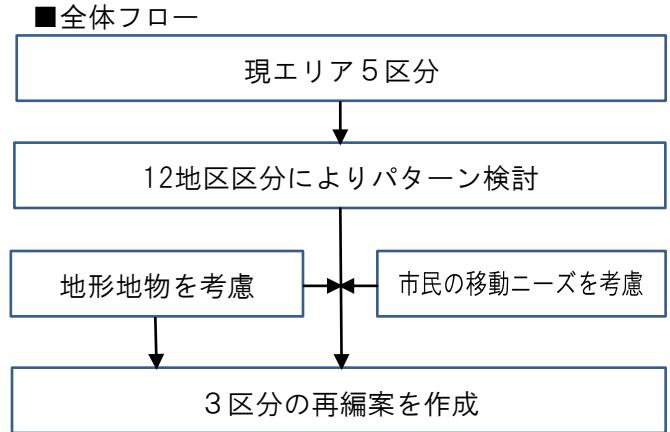 ■全体フロー
現エリア５区分
12地区区分によりパターン検討
地形地物を考慮
市民の移動ニーズを考慮
３区分の再編案を作成